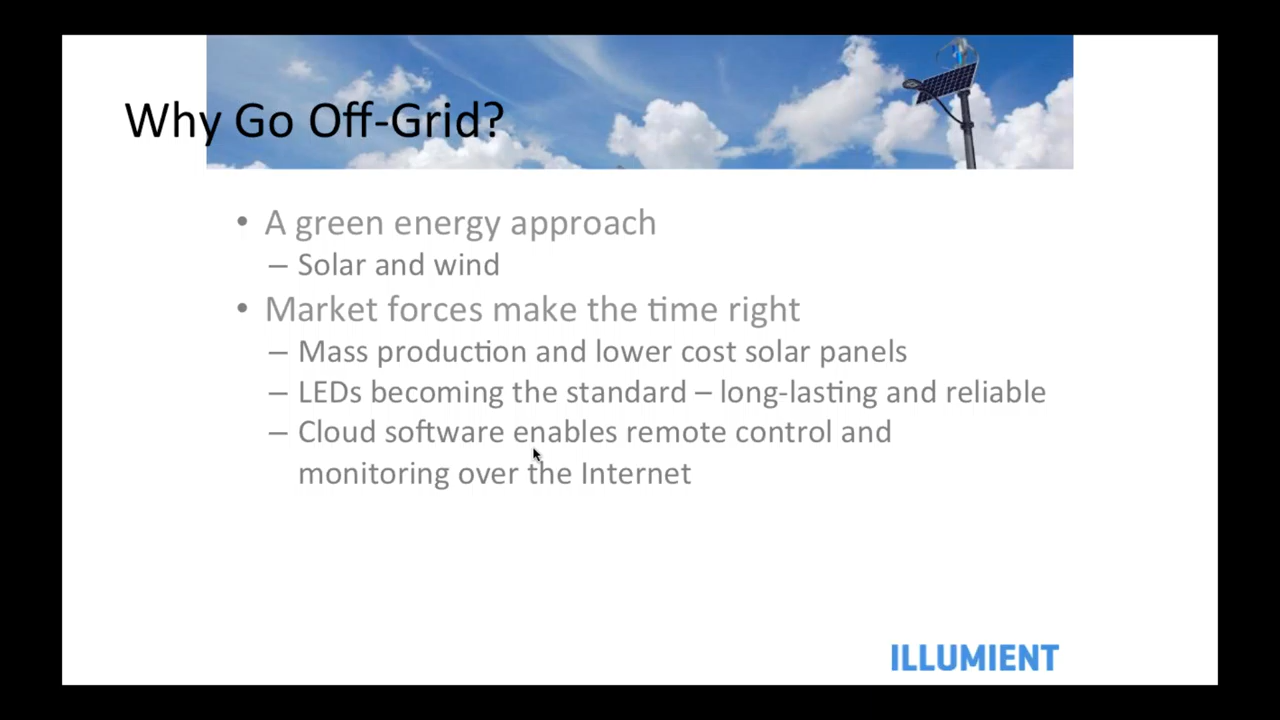 Why Go Off-Grid?
• A green energy approach
– Solar and wind
• Market forces make the time right
– Mass production and lower cost solar panels
– LEDs becoming the standard – long-lasting and reliable
– Cloud software enables remote control and
monitoring over the Internet
ILLUMIENT